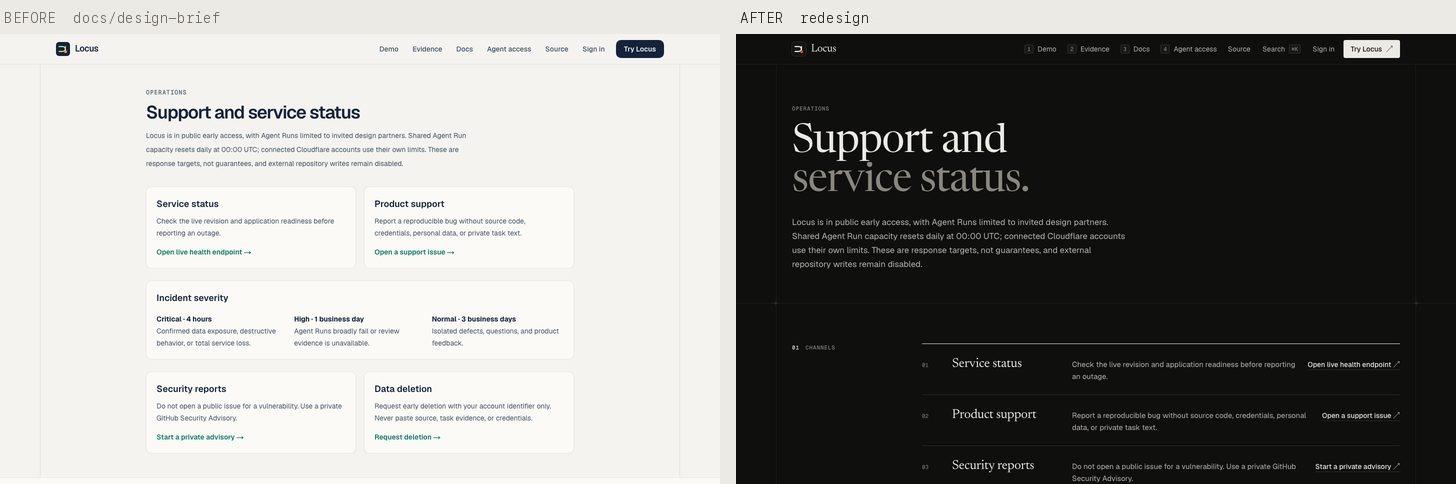 BEFORE docs/design-brief
Locus
Demo Evidence Docs Agent access Source Sign in Try Locus
OPERATIONS
Support and service status
Locus is in public early access, with Agent Runs limited to invited design partners. Shared Agent Run
capacity resets daily at 00:00 UTC; connected Cloudflare accounts use their own limits. These are
response targets, not guarantees, and external repository writes remain disabled.
Service status
Check the live revision and application readiness before
reporting an outage.
Open live health endpoint →
Product support
Report a reproducible bug without source code,
credentials, personal data, or private task text.
Open a support issue →
Incident severity
Critical · 4 hours
Confirmed data exposure, destructive
behavior, or total service loss.
High · 1 business day
Agent Runs broadly fail or review
evidence is unavailable.
Normal · 3 business days
Isolated defects, questions, and product
feedback.
Security reports
Do not open a public issue for a vulnerability. Use a private
GitHub Security Advisory.
Start a private advisory →
Data deletion
Request early deletion with your account identifier only.
Never paste source, task evidence, or credentials.
Request deletion →
AFTER redesign
Locus
1 Demo 2 Evidence 3 Docs 4 Agent access Source Search ⌘K Sign in Try Locus ↗
OPERATIONS
Support and
service status.
Locus is in public early access, with Agent Runs limited to invited design partners.
Shared Agent Run capacity resets daily at 00:00 UTC; connected Cloudflare accounts
use their own limits. These are response targets, not guarantees, and external
repository writes remain disabled.
01 CHANNELS
01 Service status
Check the live revision and application readiness before reporting
an outage.
Open live health endpoint ↗
02 Product support
Report a reproducible bug without source code, credentials, personal
data, or private task text.
Open a support issue ↗
03 Security reports
Do not open a public issue for a vulnerability. Use a private GitHub
Security Advisory.
Start a private advisory ↗